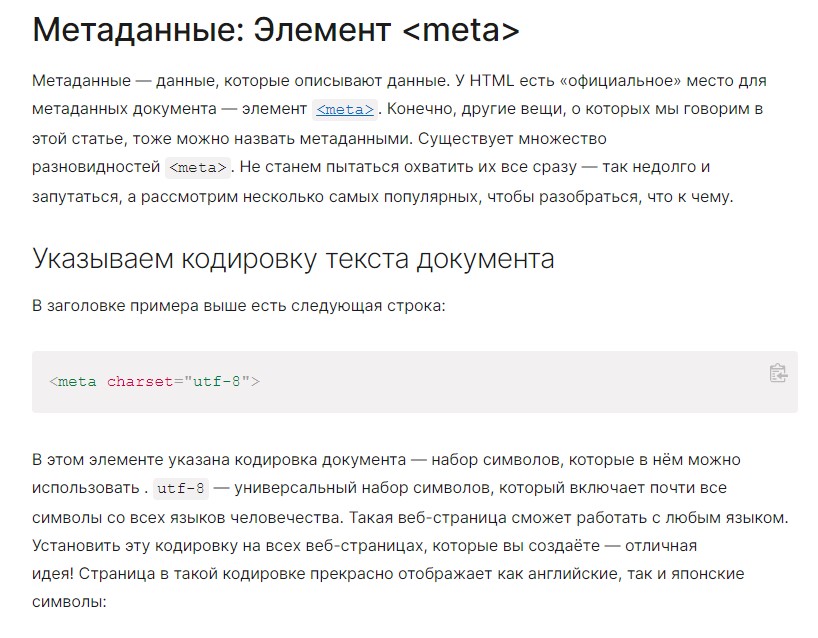 Метаданные: Элемент <meta>
Метаданные — данные, которые описывают данные. У HTML есть «официальное» место для
метаданных документа — элемент <meta>. Конечно, другие вещи, о которых мы говорим в
этой статье, тоже можно назвать метаданными. Существует множество
разновидностей <meta>. Не станем пытаться охватить их все сразу — так недолго и
запутаться, а рассмотрим несколько самых популярных, чтобы разобраться, что к чему.
Указываем кодировку текста документа
В заголовке примера выше есть следующая строка:
<meta charset="utf-8">
В этом элементе указана кодировка документа — набор символов, которые в нём можно
использовать . utf-8 — универсальный набор символов, который включает почти все
символы со всех языков человечества. Такая веб-страница сможет работать с любым языком.
Установить эту кодировку на всех веб-страницах, которые вы создаёте — отличная
идея! Страница в такой кодировке прекрасно отображает как английские, так и японские
символы: